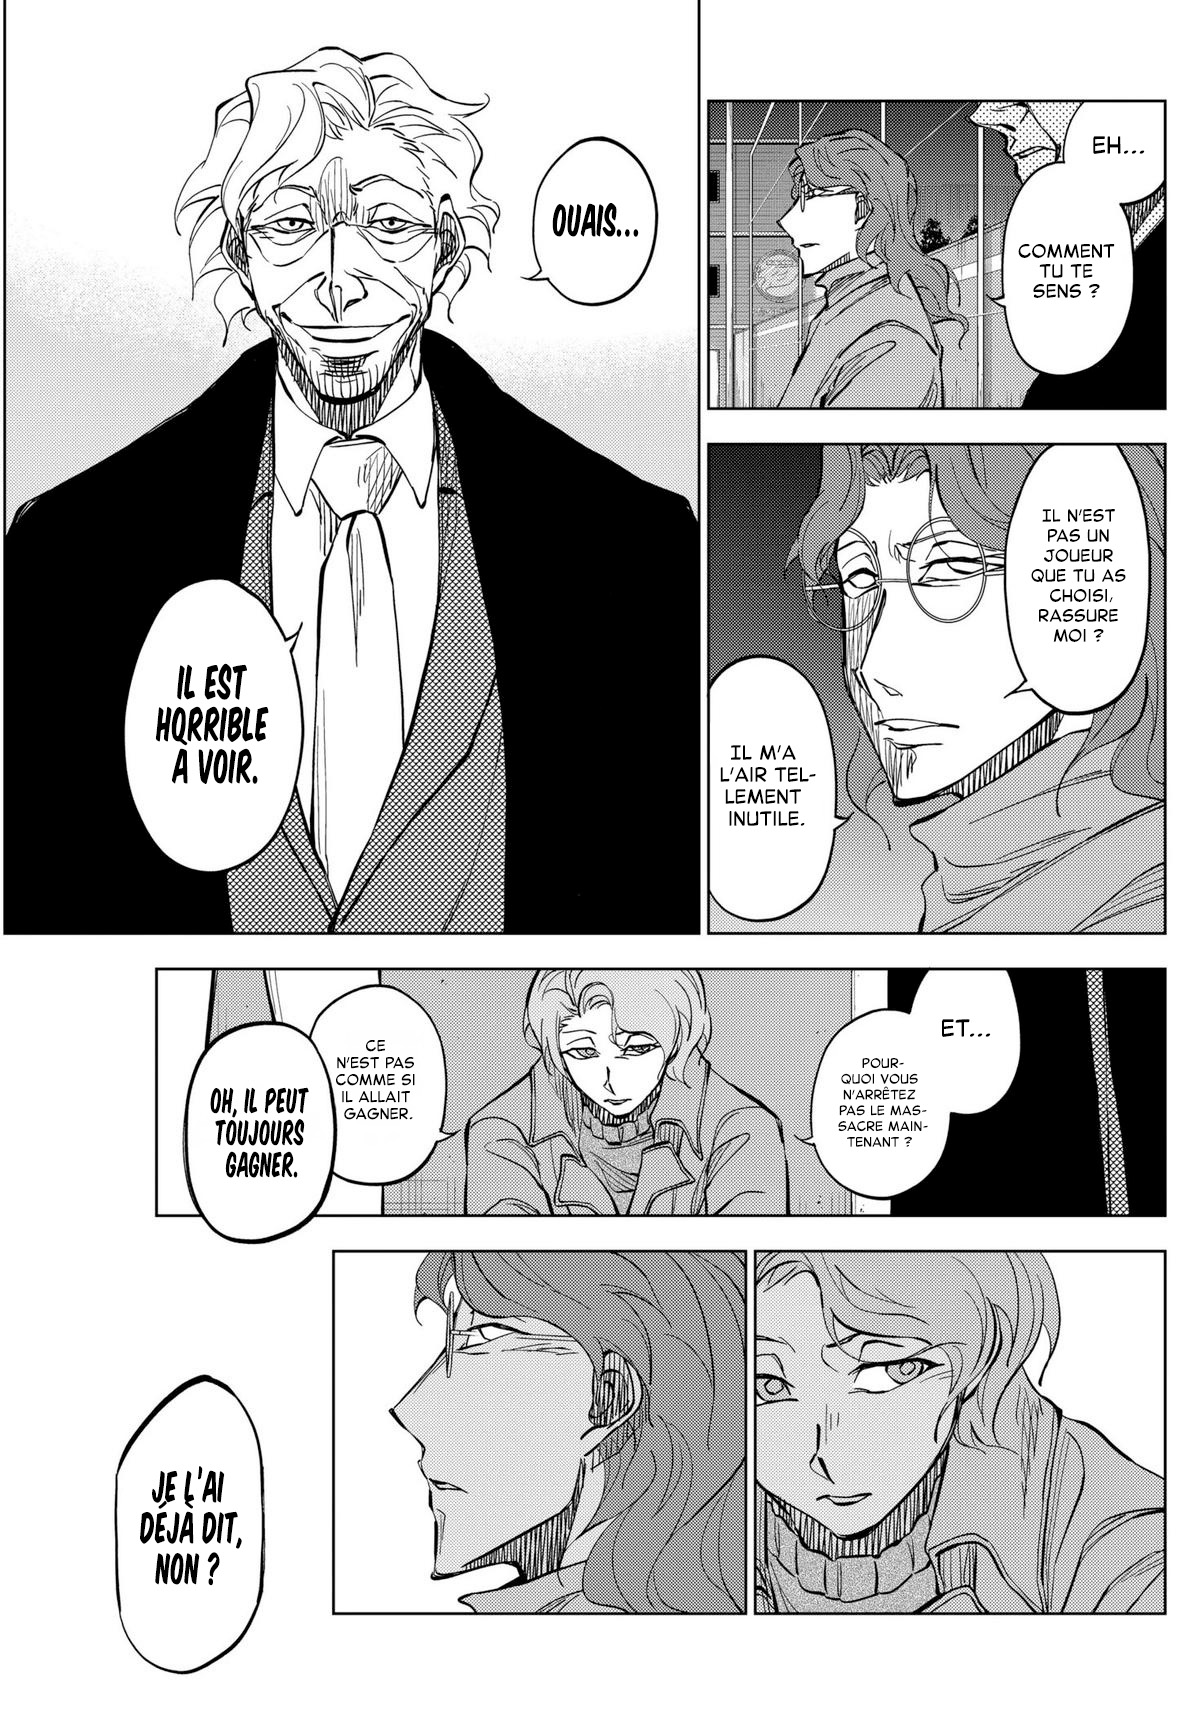 EH...
COMMENT
TU TE
SENS ?
IL N'EST
PAS UN
JOUEUR
QUE TU AS
CHOISI,
RASSURE
MOI ?
IL M'A
L'AIR TEL-
LEMENT
INUTILE.
OUAIS...
IL EST
HORRIBLE
À VOIR.
ET...
POUR-
QUOI VOUS
N'ARRÊTEZ
PAS LE MAS-
SACRE MAIN-
TENANT ?
CE
N'EST PAS
COMME SI
IL ALLAIT
GAGNER.
OH, IL PEUT
TOUJOURS
GAGNER.
JE L'AI
DÉJÀ DIT,
NON ?